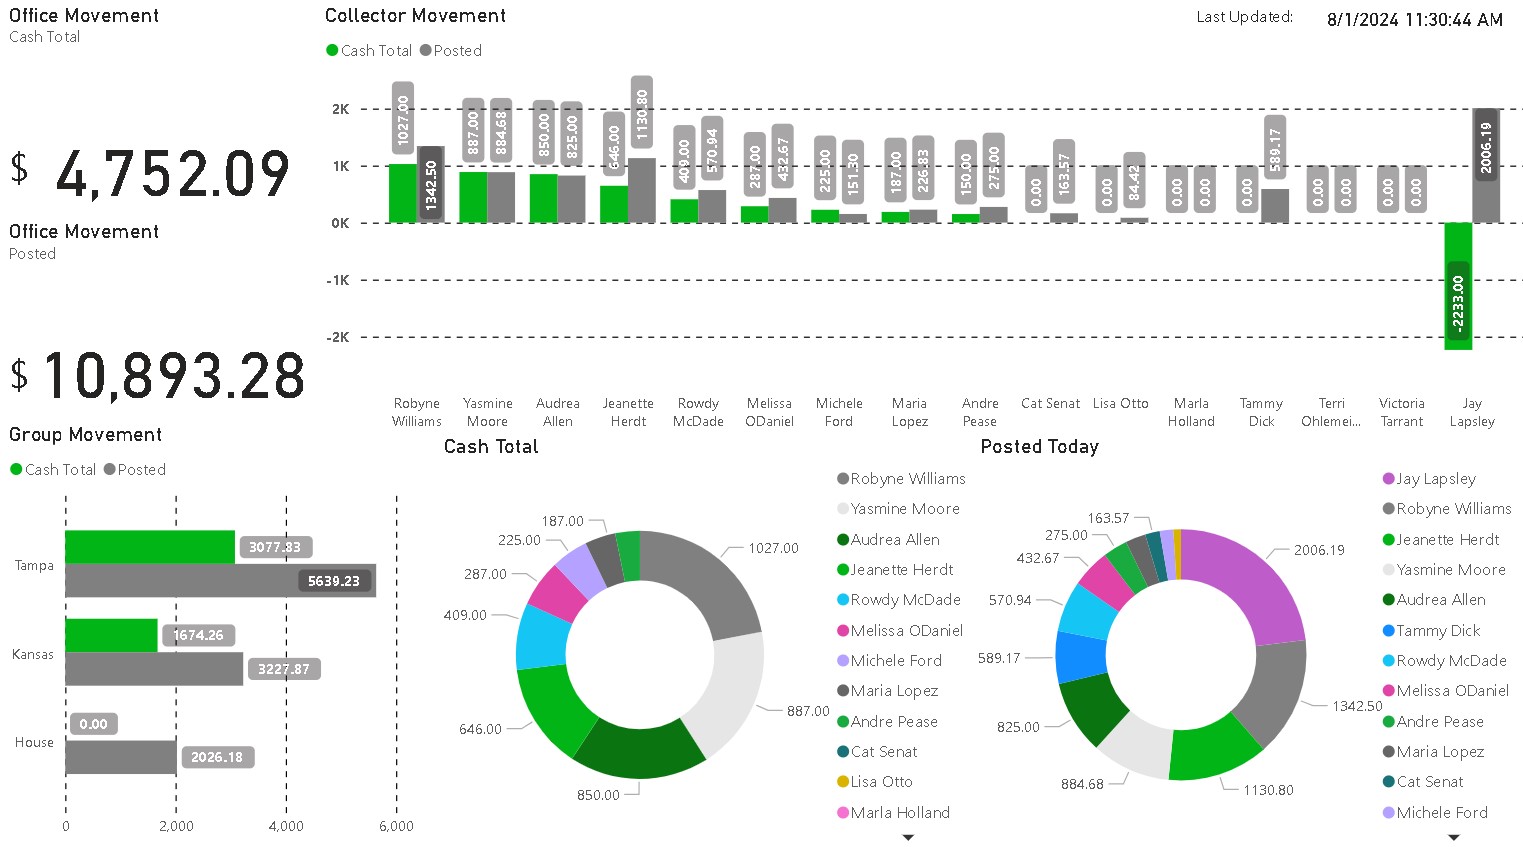 Office Movement
Cash Total
$ 4,752.09
Office Movement
Posted
$ 10,893.28
Collector Movement
Last Updated: 8/1/2024 11:30:44 AM
Cash Total Posted
2K
1K
0K
-1K
-2K
1027.00 1342.50
887.00 884.68
850.00 825.00
646.00 1130.80
409.00 570.94
287.00 432.67
225.00 151.30
187.00 226.83
150.00 275.00
0.00 163.57
0.00 84.42
0.00 0.00
0.00 589.17
0.00 0.00
0.00 0.00
-2233.00 2006.19
Robyne Williams
Yasmine Moore
Audrea Allen
Jeanette Herdt
Rowdy McDade
Melissa ODaniel
Michele Ford
Maria Lopez
Andre Pease
Cat Senat
Lisa Otto
Marla Holland
Tammy Dick
Terri Ohlemei...
Victoria Tarrant
Jay Lapsley
Group Movement
Cash Total Posted
Tampa
3077.83
5639.23
Kansas
1674.26
3227.87
House
0.00
2026.18
0 2,000 4,000 6,000
Cash Total
1027.00
887.00
850.00
646.00
409.00
287.00
225.00
187.00
Robyne Williams
Yasmine Moore
Audrea Allen
Jeanette Herdt
Rowdy McDade
Melissa ODaniel
Michele Ford
Maria Lopez
Andre Pease
Cat Senat
Lisa Otto
Marla Holland
Posted Today
2006.19
1342.50
1130.80
884.68
825.00
589.17
570.94
432.67
275.00
163.57
Jay Lapsley
Robyne Williams
Jeanette Herdt
Yasmine Moore
Audrea Allen
Tammy Dick
Rowdy McDade
Melissa ODaniel
Andre Pease
Maria Lopez
Cat Senat
Michele Ford